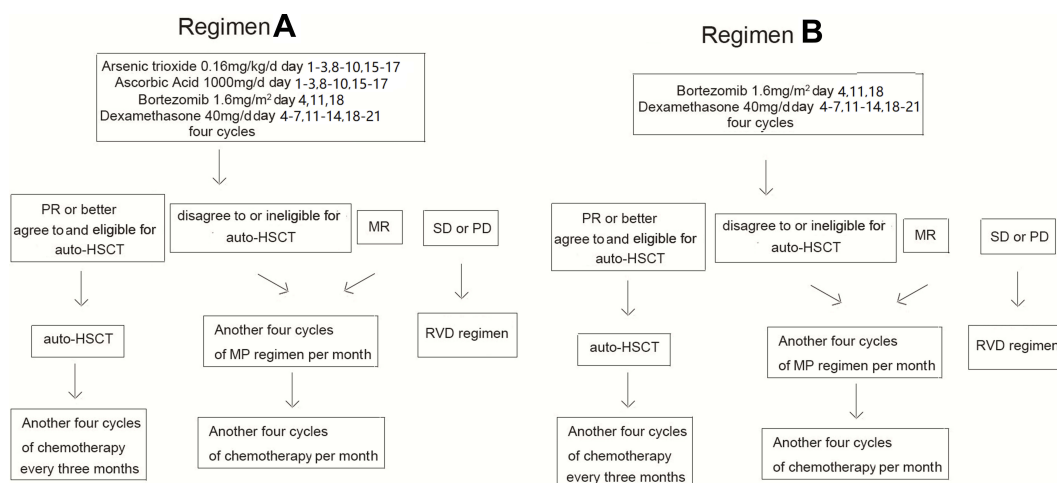 Regimen A
Arsenic trioxide 0.16mg/kg/d day 1-3,8-10,15-17
Ascorbic Acid 1000mg/d day 1-3,8-10,15-17
Bortezomib 1.6mg/m² day 4,11,18
Dexamethasone 40mg/d day 4-7,11-14,18-21
four cycles
PR or better
agree to and eligible for
auto-HSCT
disagree to or ineligible for
auto-HSCT
MR
SD or PD
auto-HSCT
Another four cycles
of MP regimen per month
RVD regimen
Another four cycles
of chemotherapy
every three months
Another four cycles
of chemotherapy per month
Regimen B
Bortezomib 1.6mg/m² day 4,11,18
Dexamethasone 40mg/d day 4-7,11-14,18-21
four cycles
PR or better
agree to and eligible for
auto-HSCT
disagree to or ineligible for
auto-HSCT
MR
SD or PD
auto-HSCT
Another four cycles
of MP regimen per month
RVD regimen
Another four cycles
of chemotherapy
every three months
Another four cycles
of chemotherapy per month